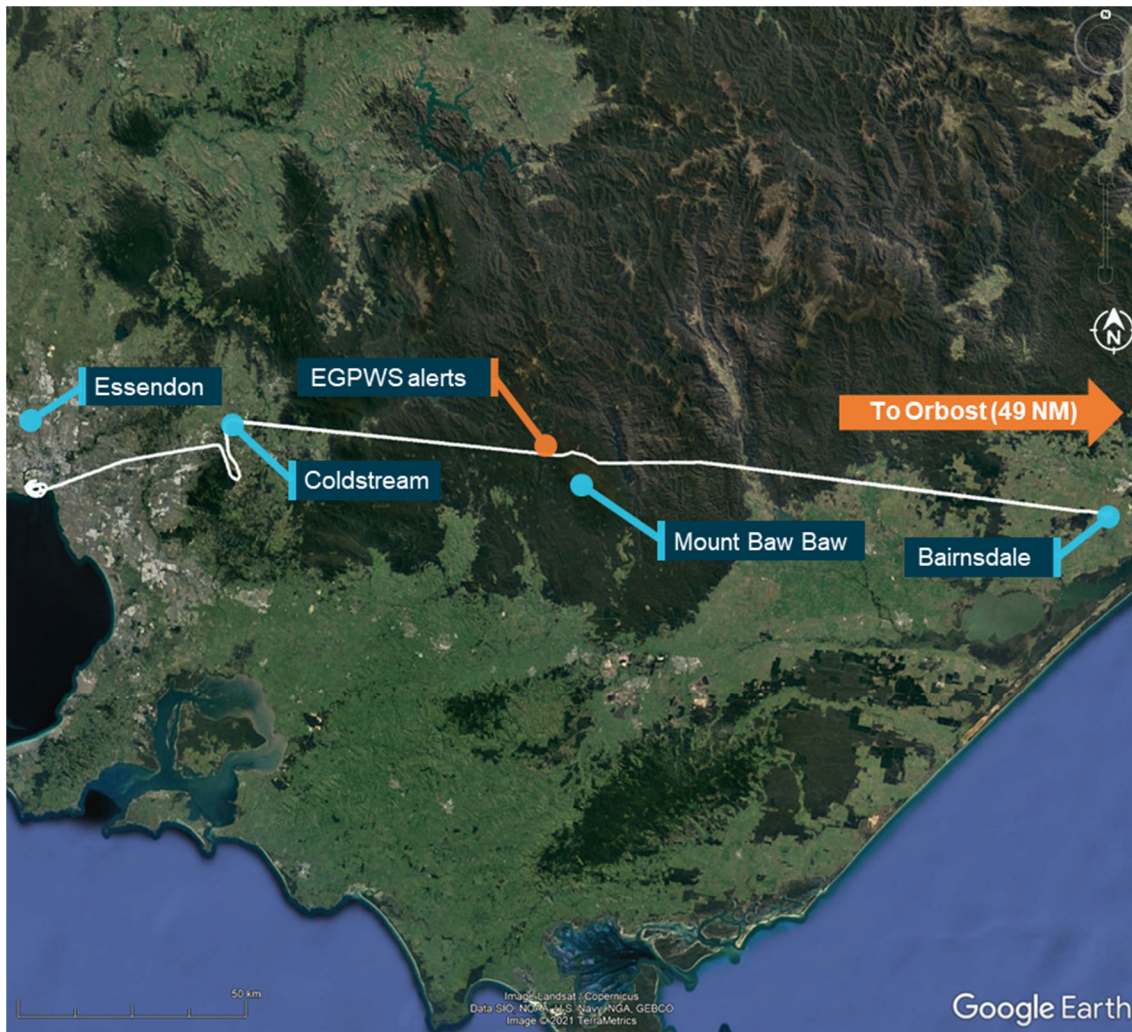 N
Essendon
EGPWS alerts
N
To Orbost (49 NM)
Coldstream
Mount Baw Baw
Bairnsdale
50 km
Image Landsat / Copernicus
Data SIO, NOAA, U.S. Navy, NGA, GEBCO
Image © 2021 TerraMetrics
Google Earth